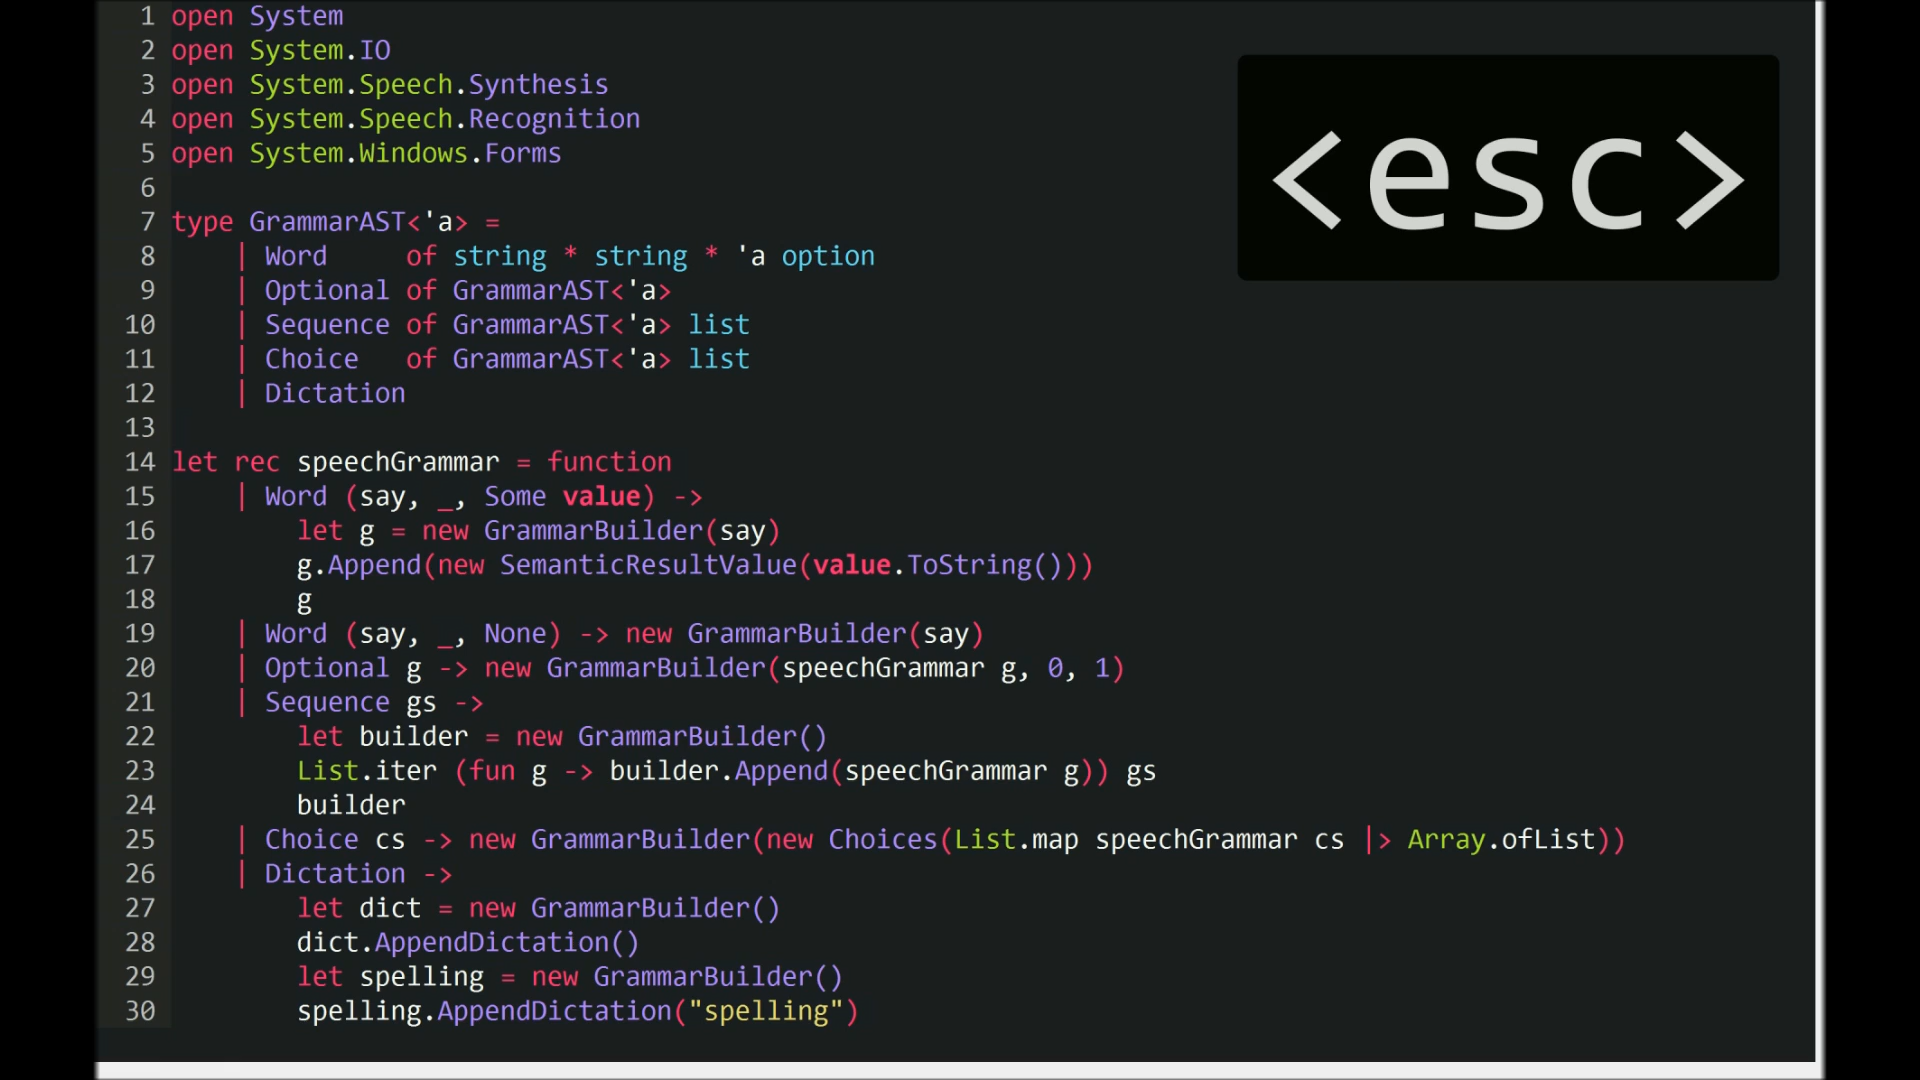 1 open System
2 open System.IO
3 open System.Speech.Synthesis
4 open System.Speech.Recognition
5 open System.Windows.Forms
6
7 type GrammarAST<'a> =
8     | Word     of string * string * 'a option
9     | Optional of GrammarAST<'a>
10     | Sequence of GrammarAST<'a> list
11     | Choice   of GrammarAST<'a> list
12     | Dictation
13
14 let rec speechGrammar = function
15     | Word (say, _, Some value) ->
16         let g = new GrammarBuilder(say)
17         g.Append(new SemanticResultValue(value.ToString()))
18         g
19     | Word (say, _, None) -> new GrammarBuilder(say)
20     | Optional g -> new GrammarBuilder(speechGrammar g, 0, 1)
21     | Sequence gs ->
22         let builder = new GrammarBuilder()
23         List.iter (fun g -> builder.Append(speechGrammar g)) gs
24         builder
25     | Choice cs -> new GrammarBuilder(new Choices(List.map speechGrammar cs |> Array.ofList))
26     | Dictation ->
27         let dict = new GrammarBuilder()
28         dict.AppendDictation()
29         let spelling = new GrammarBuilder()
30         spelling.AppendDictation("spelling")
<esc>